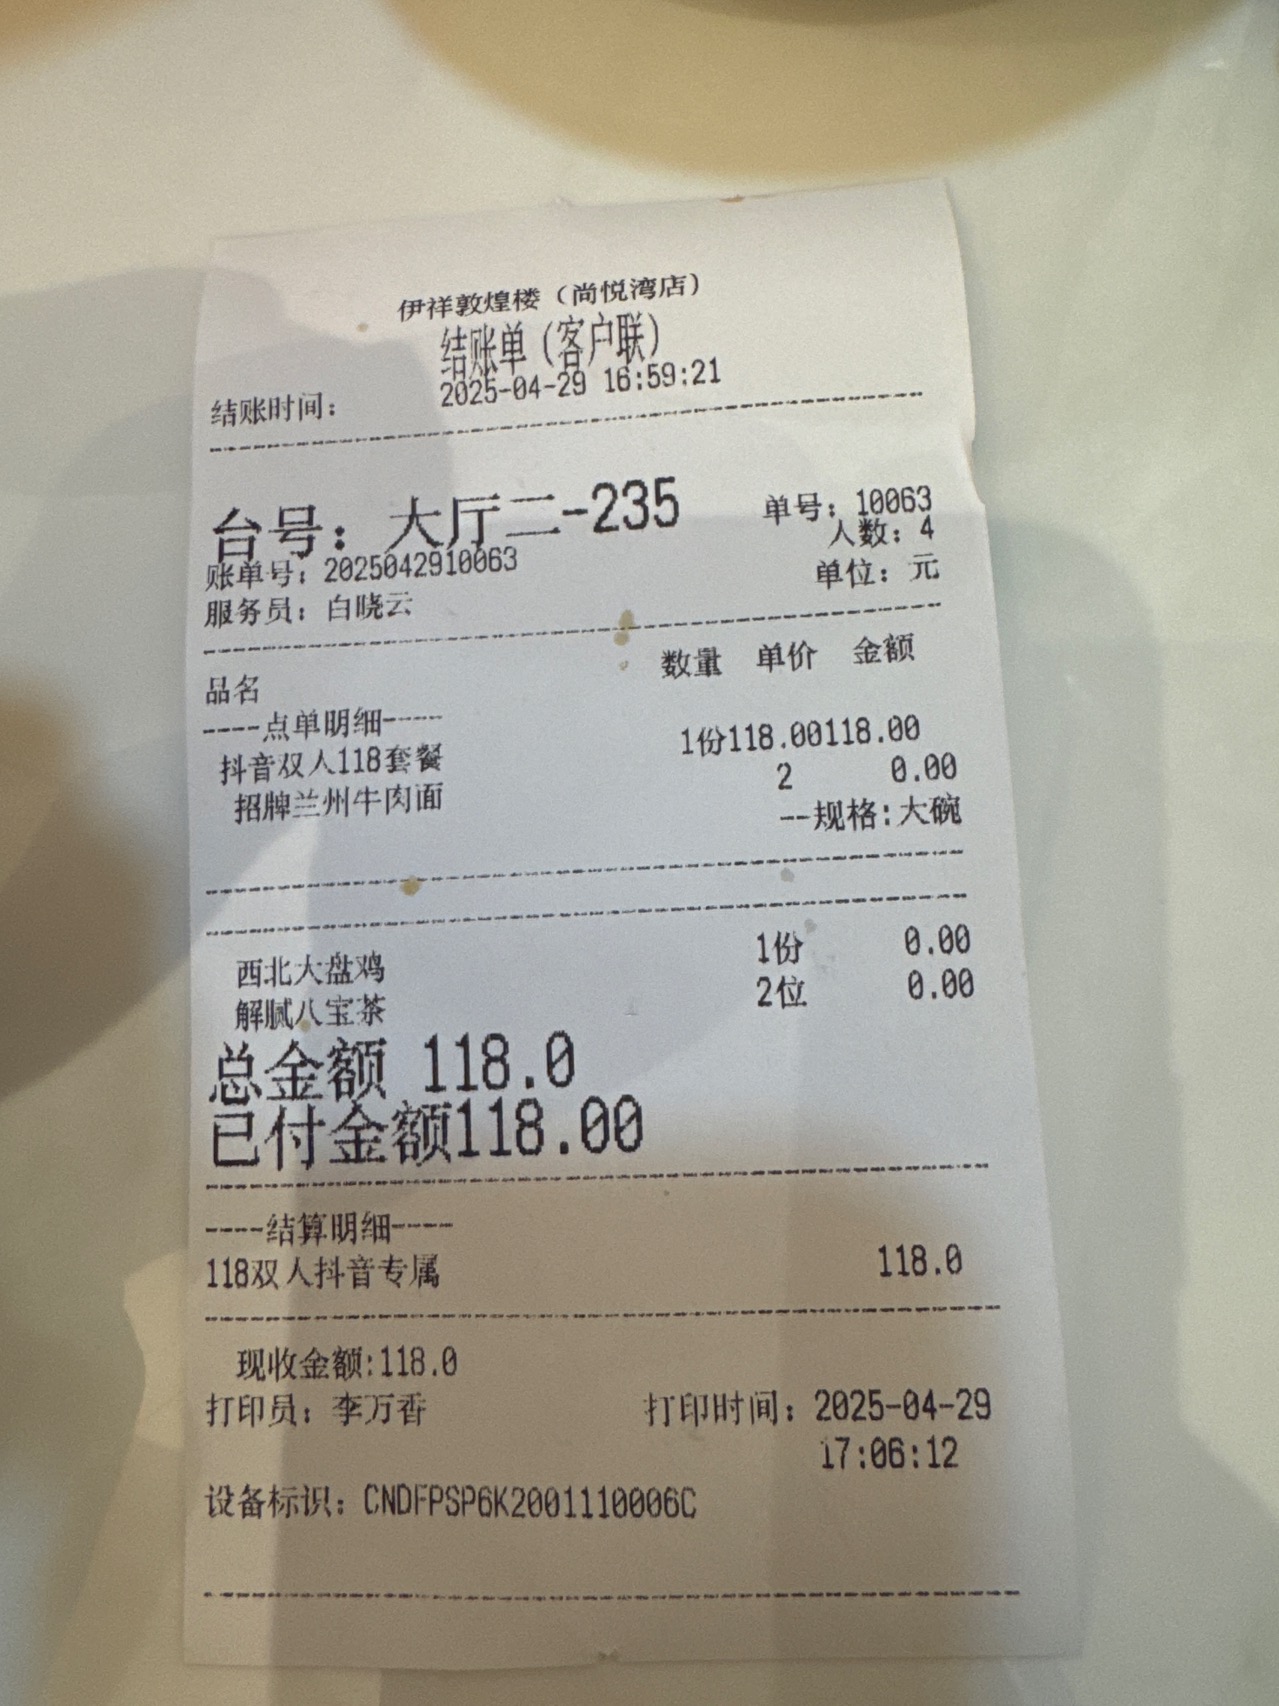 伊祥敦煌楼（尚悦湾店）
结账单（客户联）
结账时间： 2025-04-29 16:59:21
台号：大厅二-235 单号：10063
人数：4
账单号：2025042910063 单位：元
服务员：白晓云
品名 数量 单价 金额
----点单明细----
抖音双人118套餐 1份118.00118.00
招牌兰州牛肉面 2 0.00
--规格:大碗
西北大盘鸡 1份 0.00
解腻八宝茶 2位 0.00
总金额 118.0
已付金额118.00
----结算明细----
118双人抖音专属 118.0
现收金额:118.0
打印员：李万香 打印时间：2025-04-29
17:06:12
设备标识：CNDFPSP6K2001110006C